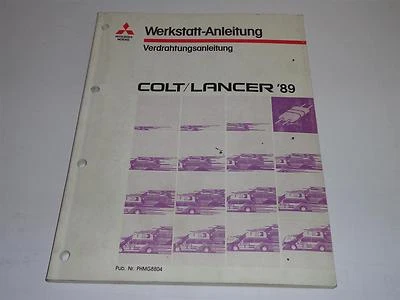 MITSUBISHI
MOTORS
Werkstatt-Anleitung
Verdrahtungsanleitung
COLT/LANCER '89
Pub. Nr. PHMG8804